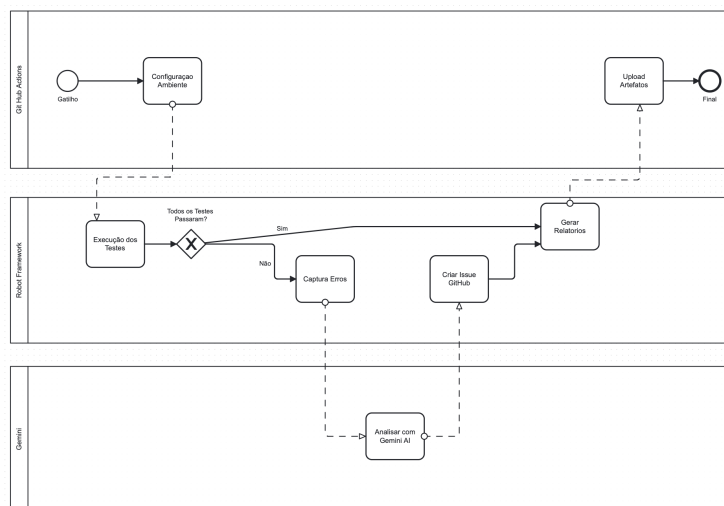 Git Hub Actions
Gatilho
Configuraçao
Ambiente
Upload
Artefatos
Final
Robot Framework
Execução dos
Testes
Todos os Testes
Passaram?
Sim
Não
Captura Erros
Criar Issue
GitHub
Gerar
Relatorios
Gemini
Analisar com
Gemini AI